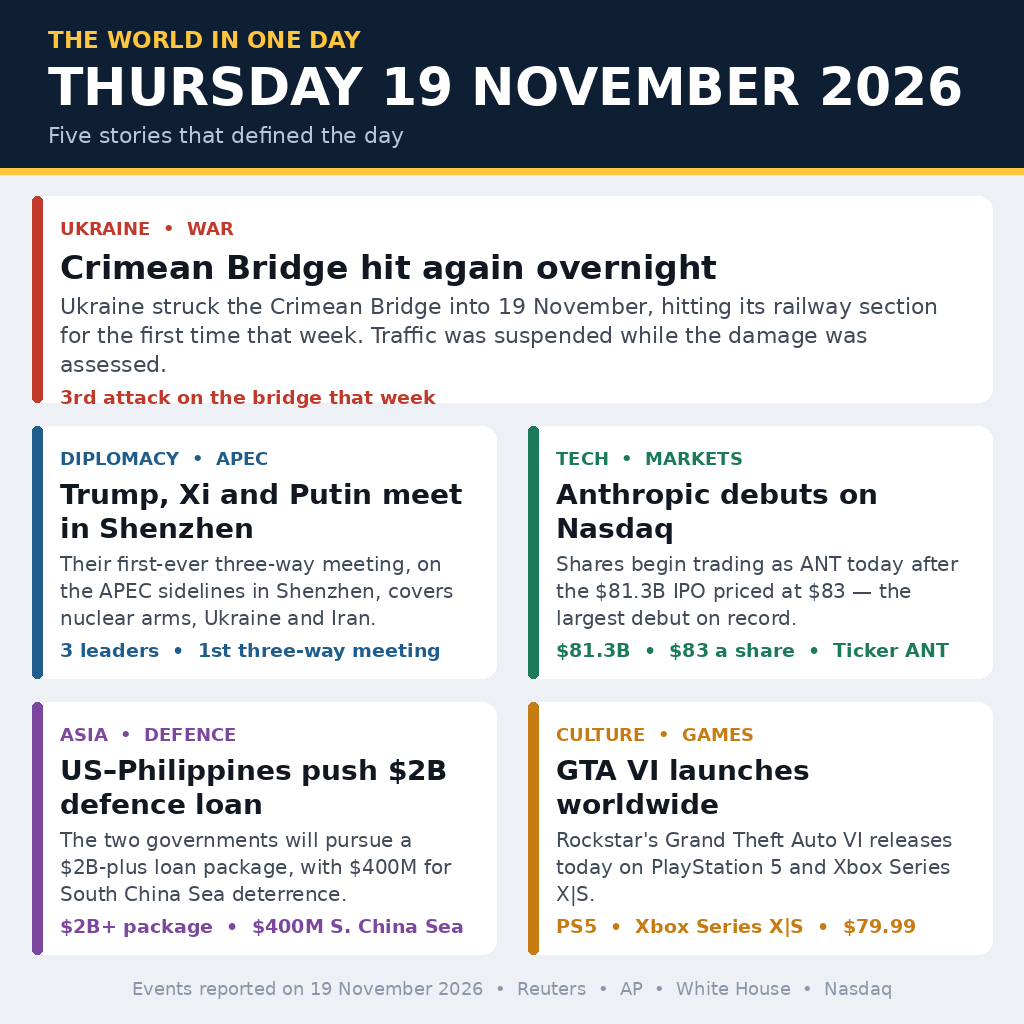 THE WORLD IN ONE DAY
THURSDAY 19 NOVEMBER 2026
Five stories that defined the day
UKRAINE • WAR
Crimean Bridge hit again overnight
Ukraine struck the Crimean Bridge into 19 November, hitting its railway section
for the first time that week. Traffic was suspended while the damage was
assessed.
3rd attack on the bridge that week
DIPLOMACY • APEC
Trump, Xi and Putin meet
in Shenzhen
Their first-ever three-way meeting, on
the APEC sidelines in Shenzhen, covers
nuclear arms, Ukraine and Iran.
3 leaders • 1st three-way meeting
TECH • MARKETS
Anthropic debuts on
Nasdaq
Shares begin trading as ANT today after
the $81.3B IPO priced at $83 — the
largest debut on record.
$81.3B • $83 a share • Ticker ANT
ASIA • DEFENCE
US–Philippines push $2B
defence loan
The two governments will pursue a
$2B-plus loan package, with $400M for
South China Sea deterrence.
$2B+ package • $400M S. China Sea
CULTURE • GAMES
GTA VI launches
worldwide
Rockstar's Grand Theft Auto VI releases
today on PlayStation 5 and Xbox Series
X|S.
PS5 • Xbox Series X|S • $79.99
Events reported on 19 November 2026 • Reuters • AP • White House • Nasdaq